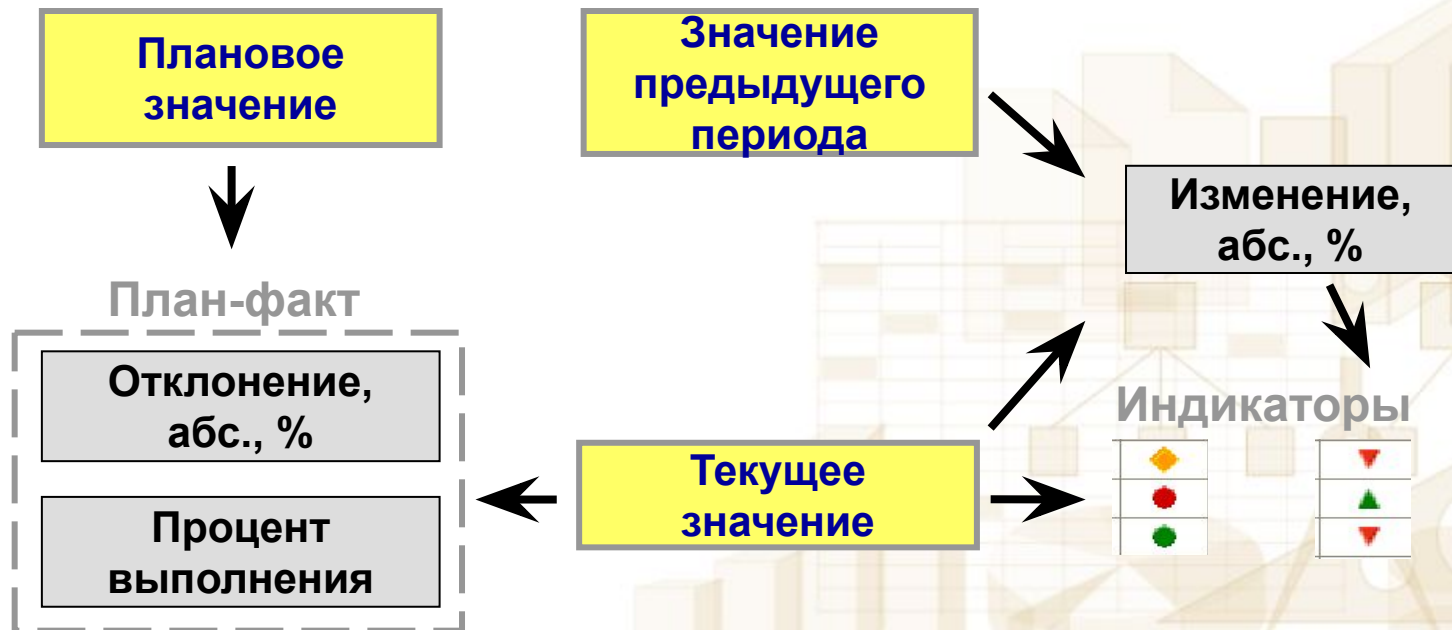 Плановое
значение
Значение
предыдущего
периода
Изменение,
абс., %
План-факт
Отклонение,
абс., %
Процент
выполнения
Текущее
значение
Индикаторы